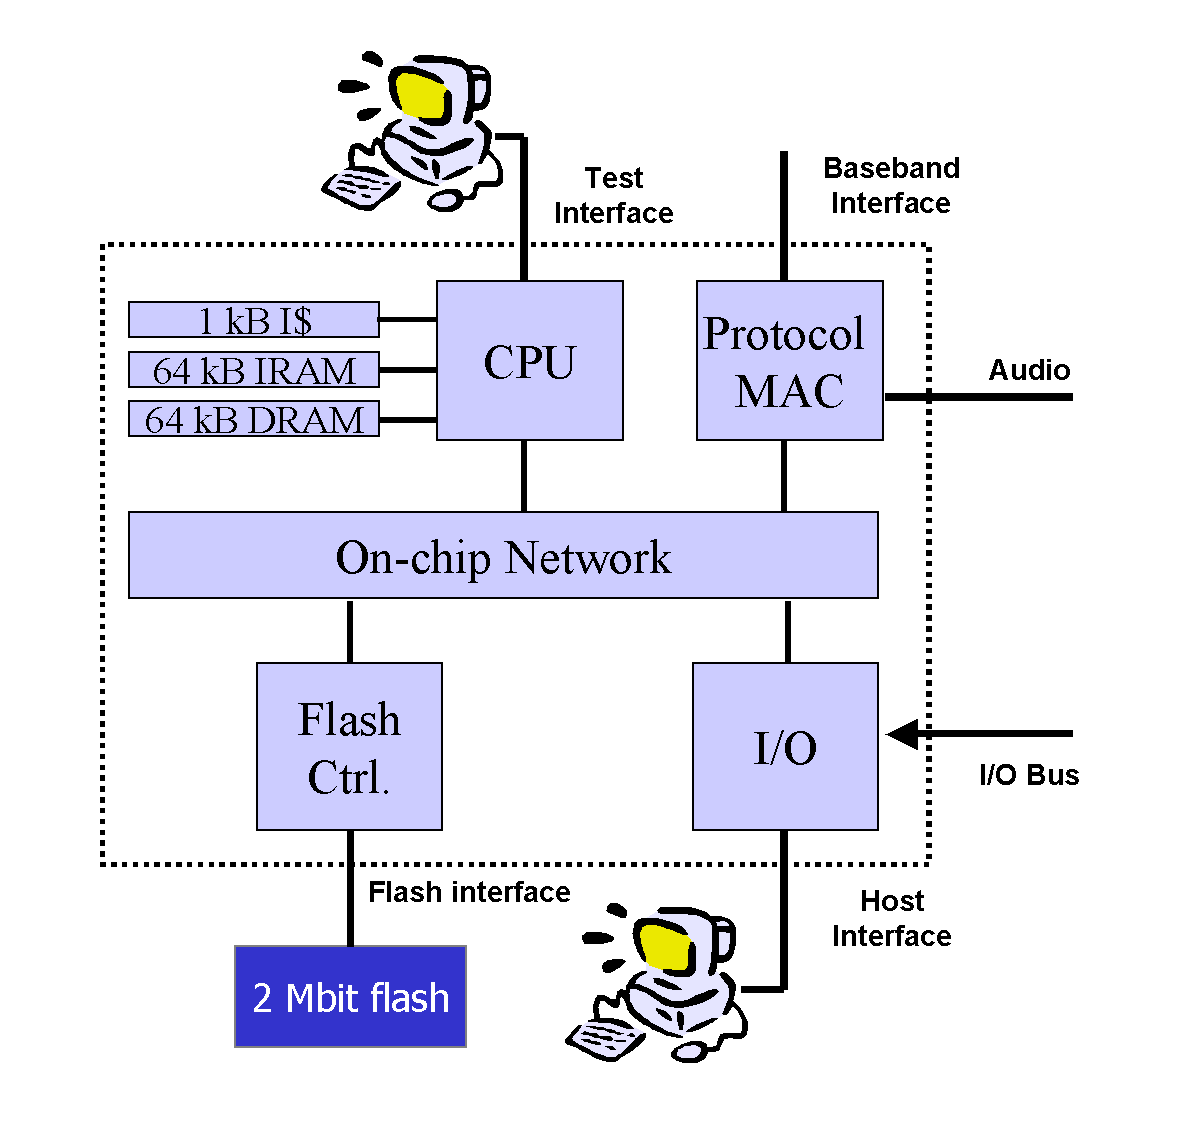 Test
Interface
Baseband
Interface
1 kB I$
64 kB IRAM
64 kB DRAM
CPU
Protocol
MAC
Audio
On-chip Network
Flash
Ctrl.
I/O
I/O Bus
Flash interface
Host
Interface
2 Mbit flash